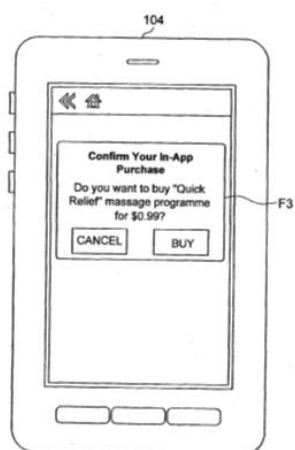 104
Confirm Your In-App
Purchase
Do you want to buy "Quick
Relief" massage programme
for $0.99?
CANCEL
BUY
F3